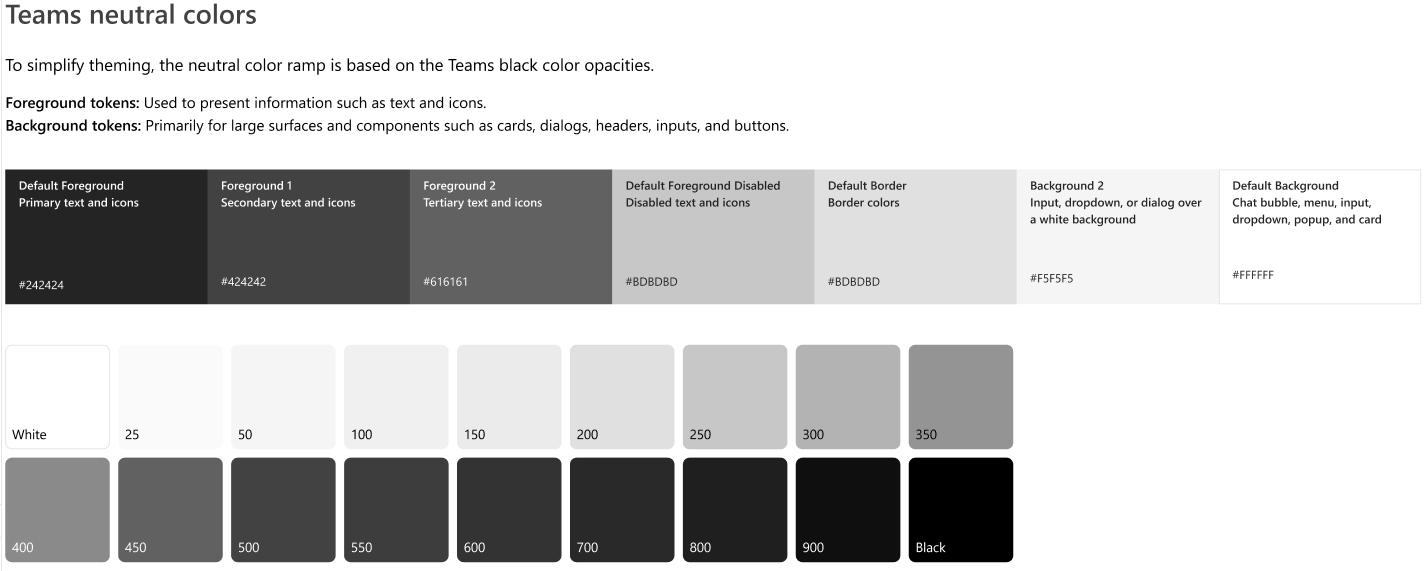 Teams neutral colors
To simplify theming, the neutral color ramp is based on the Teams black color opacities.
Foreground tokens: Used to present information such as text and icons.
Background tokens: Primarily for large surfaces and components such as cards, dialogs, headers, inputs, and buttons.
Default Foreground
Primary text and icons
#242424
Foreground 1
Secondary text and icons
#424242
Foreground 2
Tertiary text and icons
#616161
Default Foreground Disabled
Disabled text and icons
#BDBDBD
Default Border
Border colors
#BDBDBD
Background 2
Input, dropdown, or dialog over
a white background
#F5F5F5
Default Background
Chat bubble, menu, input,
dropdown, popup, and card
#FFFFFF
White
25
50
100
150
200
250
300
350
400
450
500
550
600
700
800
900
Black